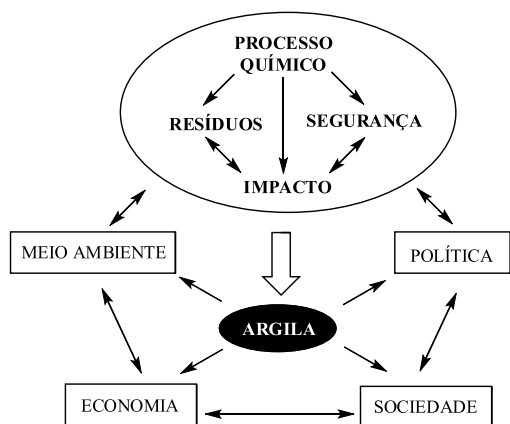 PROCESSO
QUÍMICO
RESÍDUOS
SEGURANÇA
IMPACTO
MEIO AMBIENTE
POLÍTICA
ARGILA
ECONOMIA
SOCIEDADE